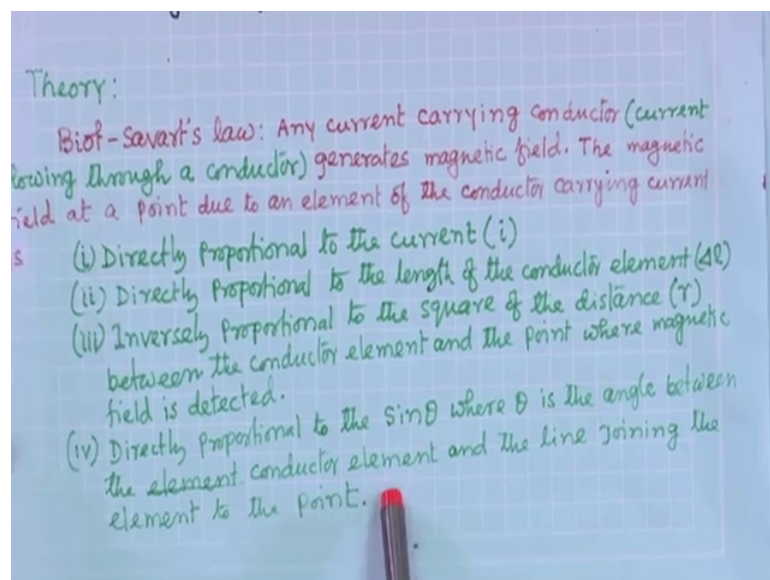 Theory:
Biot-Savart's law: Any current carrying conductor (current
lowing through a conductor) generates magnetic field. The magnetic
ield at a point due to an element of the conductor carrying current
s
(i) Directly proportional to the current (i)
(ii) Directly proportional to the length of the conductor element (Δl)
(iii) Inversely proportional to the square of the distance (r)
between the conductor element and the point where magnetic
field is detected.
(iv) Directly proportional to the sinθ where θ is the angle between
the element conductor element and the line joining the
element to the point.